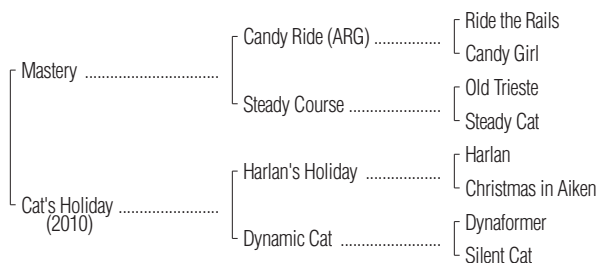 Ride the Rails
Candy Ride (ARG) ................
Candy Girl
Mastery ................................
Old Trieste
Steady Course .......................
Steady Cat
Harlan
Harlan's Holiday ..................
Christmas in Aiken
Cat's Holiday ........................
(2010)
Dynaformer
Dynamic Cat ........................
Silent Cat